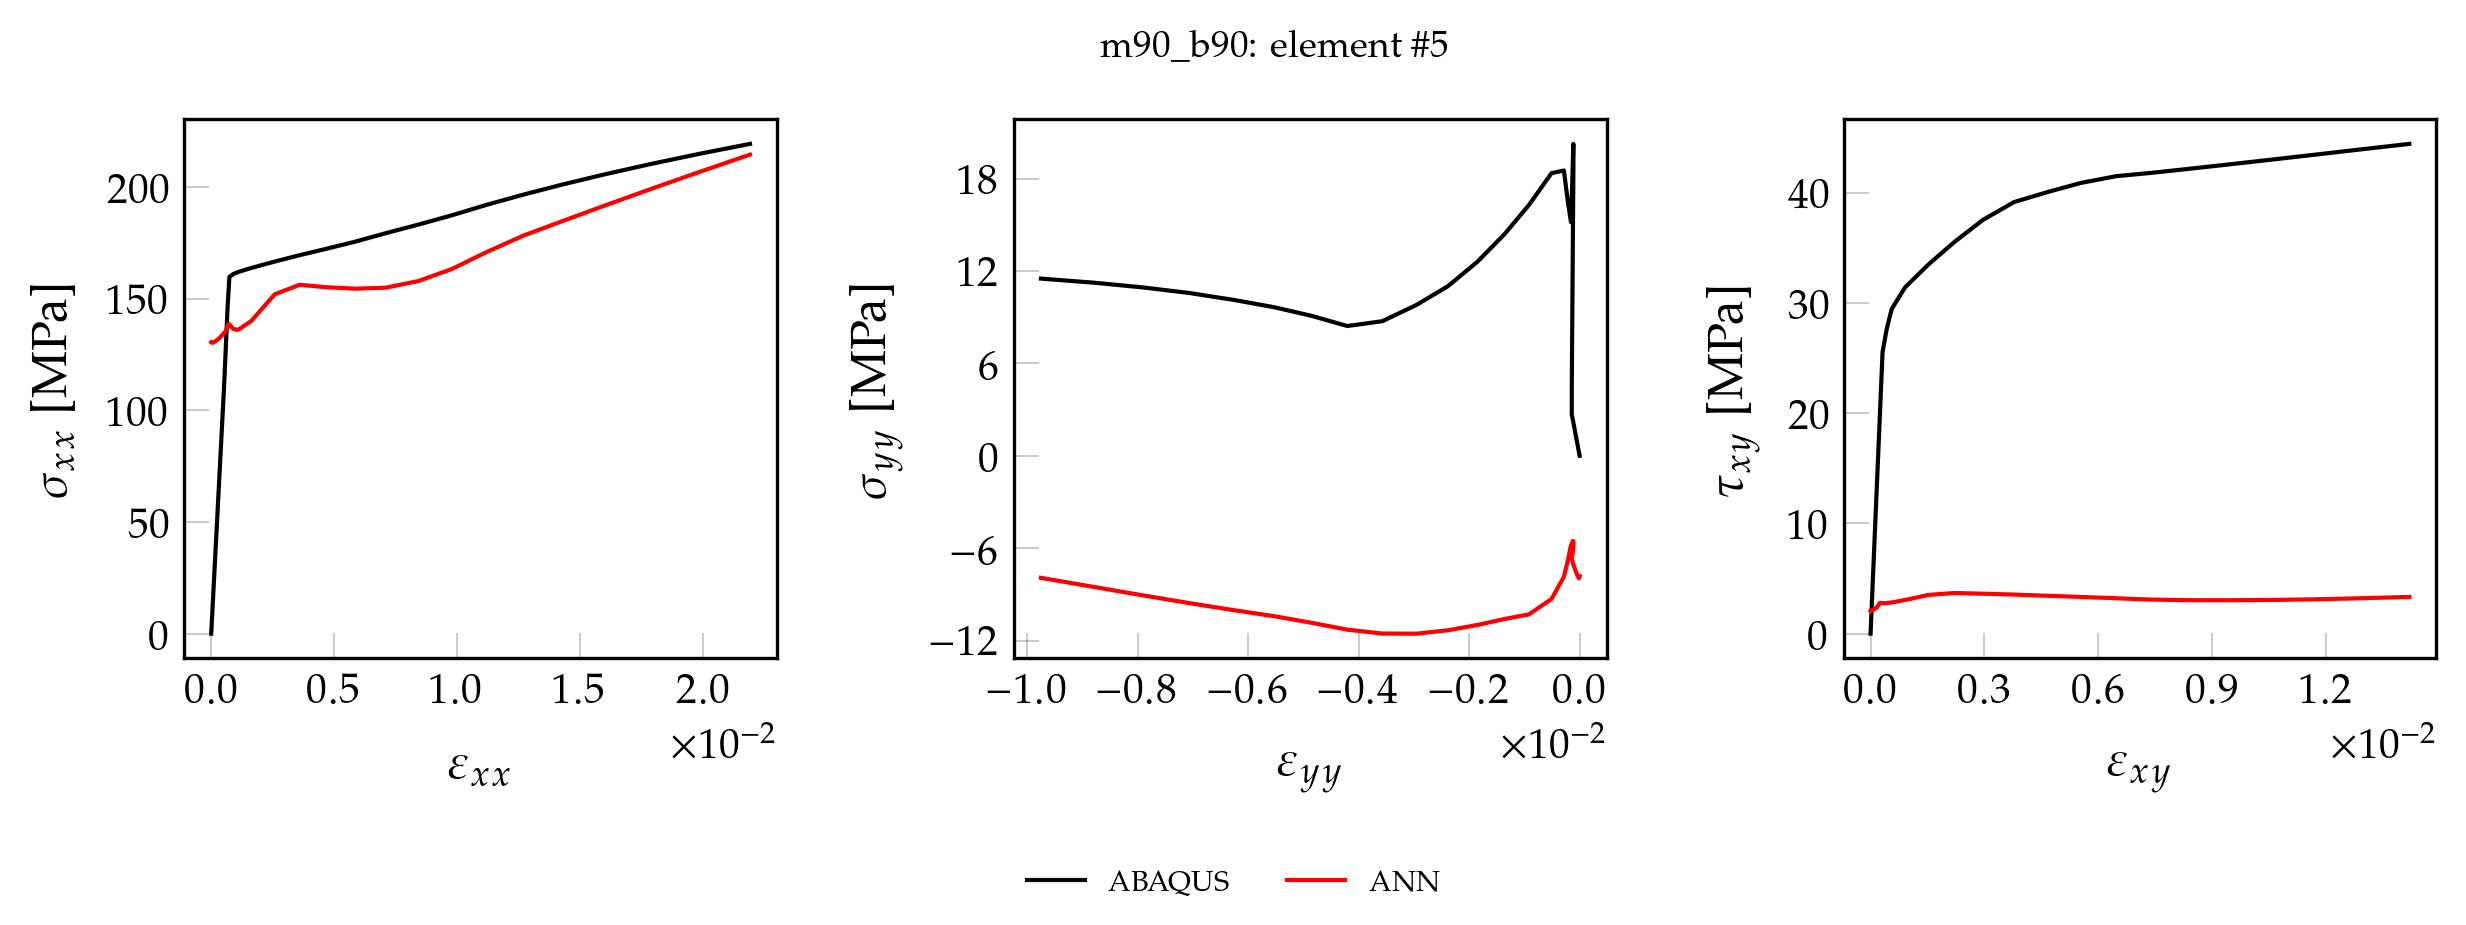 m90_b90: element #5
σxx [MPa]
200
150
100
50
0
0.0 0.5 1.0 1.5 2.0
×10⁻²
εxx
σyy [MPa]
18
12
6
0
−6
−12
−1.0 −0.8 −0.6 −0.4 −0.2 0.0
×10⁻²
εyy
τxy [MPa]
40
30
20
10
0
0.0 0.3 0.6 0.9 1.2
×10⁻²
εxy
ABAQUS ANN